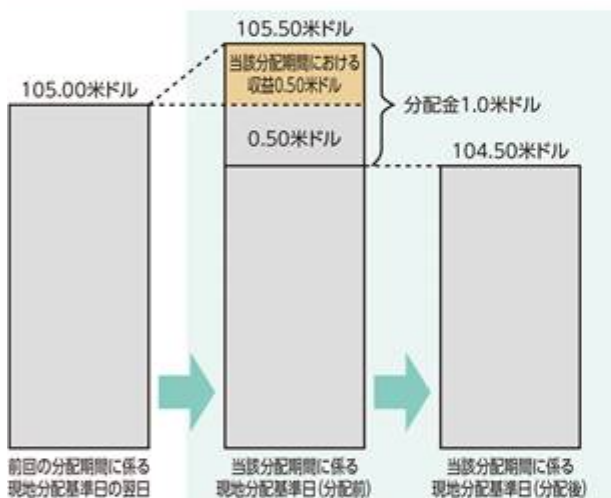 105.50米ドル
当該分配期間における
収益0.50米ドル
105.00米ドル
分配金1.0米ドル
0.50米ドル
104.50米ドル
前回の分配期間に係る
現地分配基準日の翌日
当該分配期間に係る
現地分配基準日(分配前)
当該分配期間に係る
現地分配基準日(分配後)